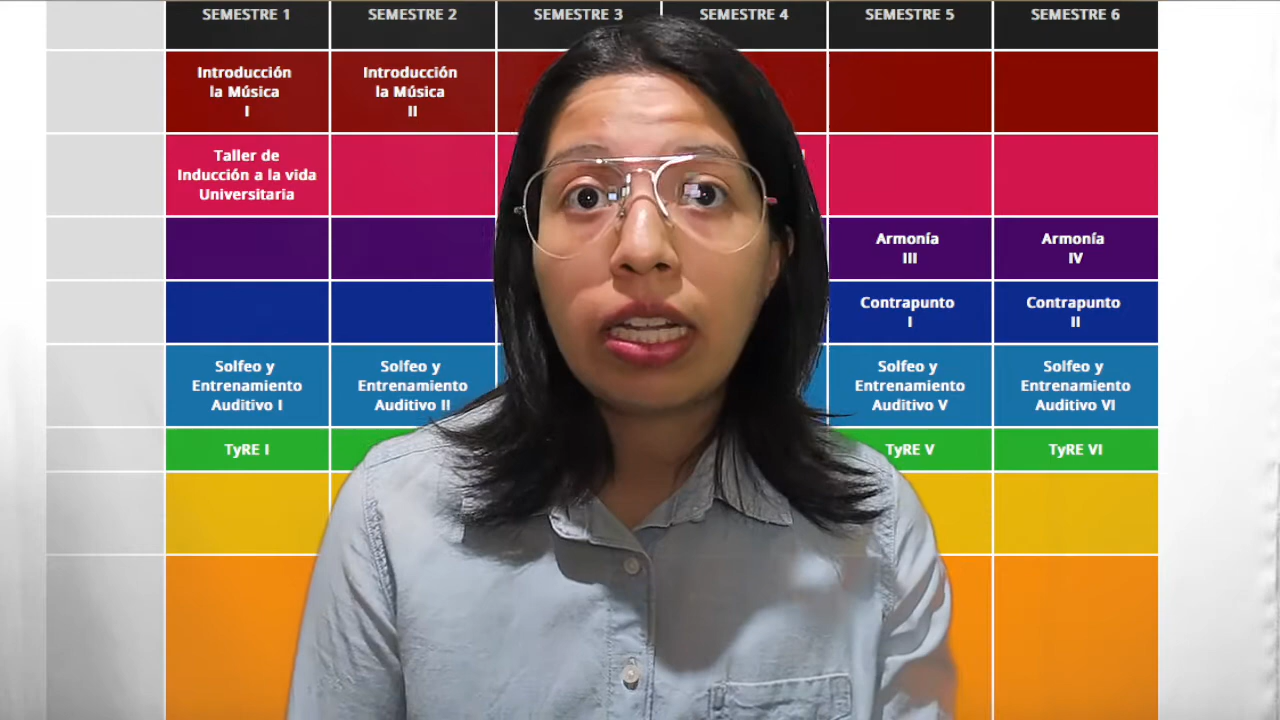 SEMESTRE 1
SEMESTRE 2
SEMESTRE 3
SEMESTRE 4
SEMESTRE 5
SEMESTRE 6
Introducción
la Música
I
Introducción
la Música
II
Taller de
Inducción a la vida
Universitaria
Armonía
III
Armonía
IV
Contrapunto
I
Contrapunto
II
Solfeo y
Entrenamiento
Auditivo I
Solfeo y
Entrenamiento
Auditivo II
Solfeo y
Entrenamiento
Auditivo V
Solfeo y
Entrenamiento
Auditivo VI
TyRE I
TyRE V
TyRE VI